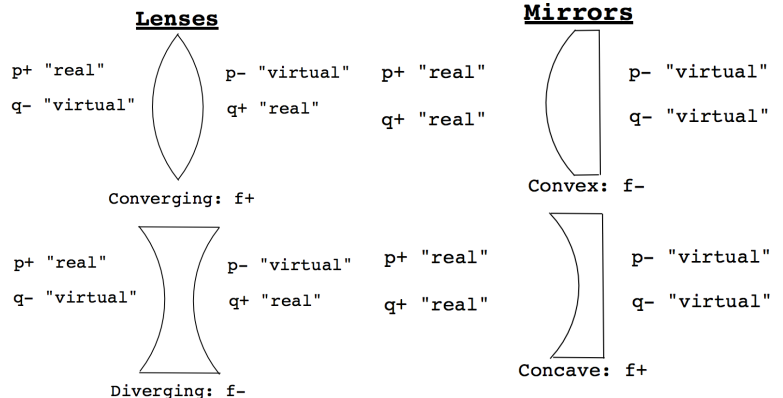 Lenses
p+ "real"
q- "virtual"
p- "virtual"
q+ "real"
Converging: f+
p+ "real"
q- "virtual"
p- "virtual"
q+ "real"
Diverging: f-
Mirrors
p+ "real"
q+ "real"
p- "virtual"
q- "virtual"
Convex: f-
p+ "real"
q+ "real"
p- "virtual"
q- "virtual"
Concave: f+